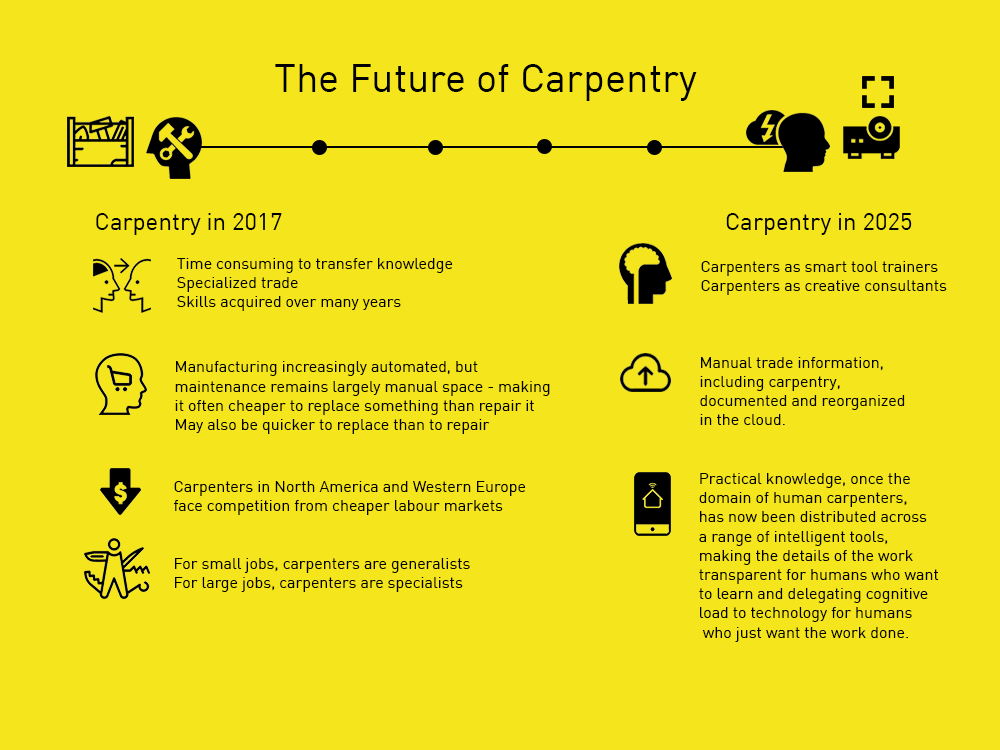 The Future of Carpentry
Carpentry in 2017
Time consuming to transfer knowledge
Specialized trade
Skills acquired over many years
Manufacturing increasingly automated, but
maintenance remains largely manual space - making
it often cheaper to replace something than repair it
May also be quicker to replace than to repair
$
Carpenters in North America and Western Europe
face competition from cheaper labour markets
For small jobs, carpenters are generalists
For large jobs, carpenters are specialists
Carpentry in 2025
Carpenters as smart tool trainers
Carpenters as creative consultants
Manual trade information,
including carpentry,
documented and reorganized
in the cloud.
Practical knowledge, once the
domain of human carpenters,
has now been distributed across
a range of intelligent tools,
making the details of the work
transparent for humans who want
to learn and delegating cognitive
load to technology for humans
who just want the work done.